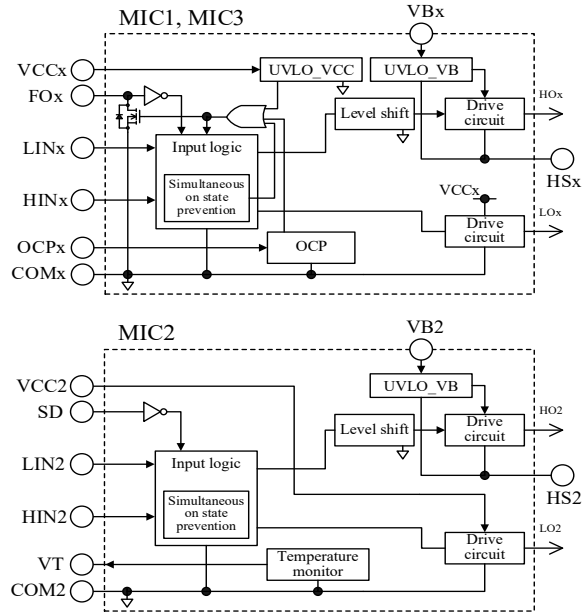 MIC1, MIC3
VBx
VCCx
UVLO_VCC
UVLO_VB
FOx
HOx
Level shift
Drive
circuit
LINx
Input logic
HSx
HINx
Simultaneous
on state
prevention
VCCx
LOx
Drive
circuit
OCPx
OCP
COMx
MIC2
VB2
VCC2
UVLO_VB
SD
HO2
Level shift
Drive
circuit
LIN2
Input logic
HS2
HIN2
Simultaneous
on state
prevention
LO2
Drive
circuit
VT
Temperature
monitor
COM2